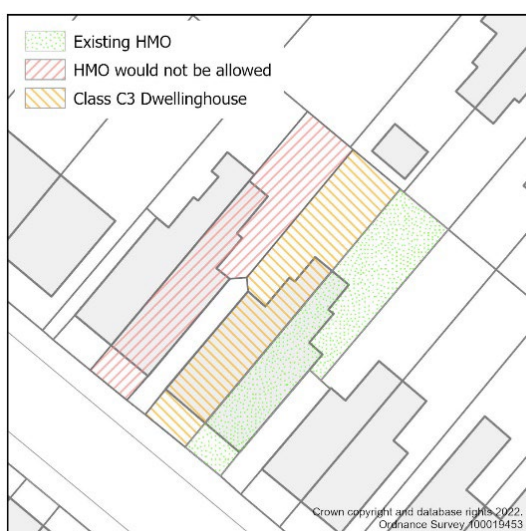 Existing HMO
HMO would not be allowed
Class C3 Dwellinghouse
Crown copyright and database rights 2022.
Ordnance Survey 100019453